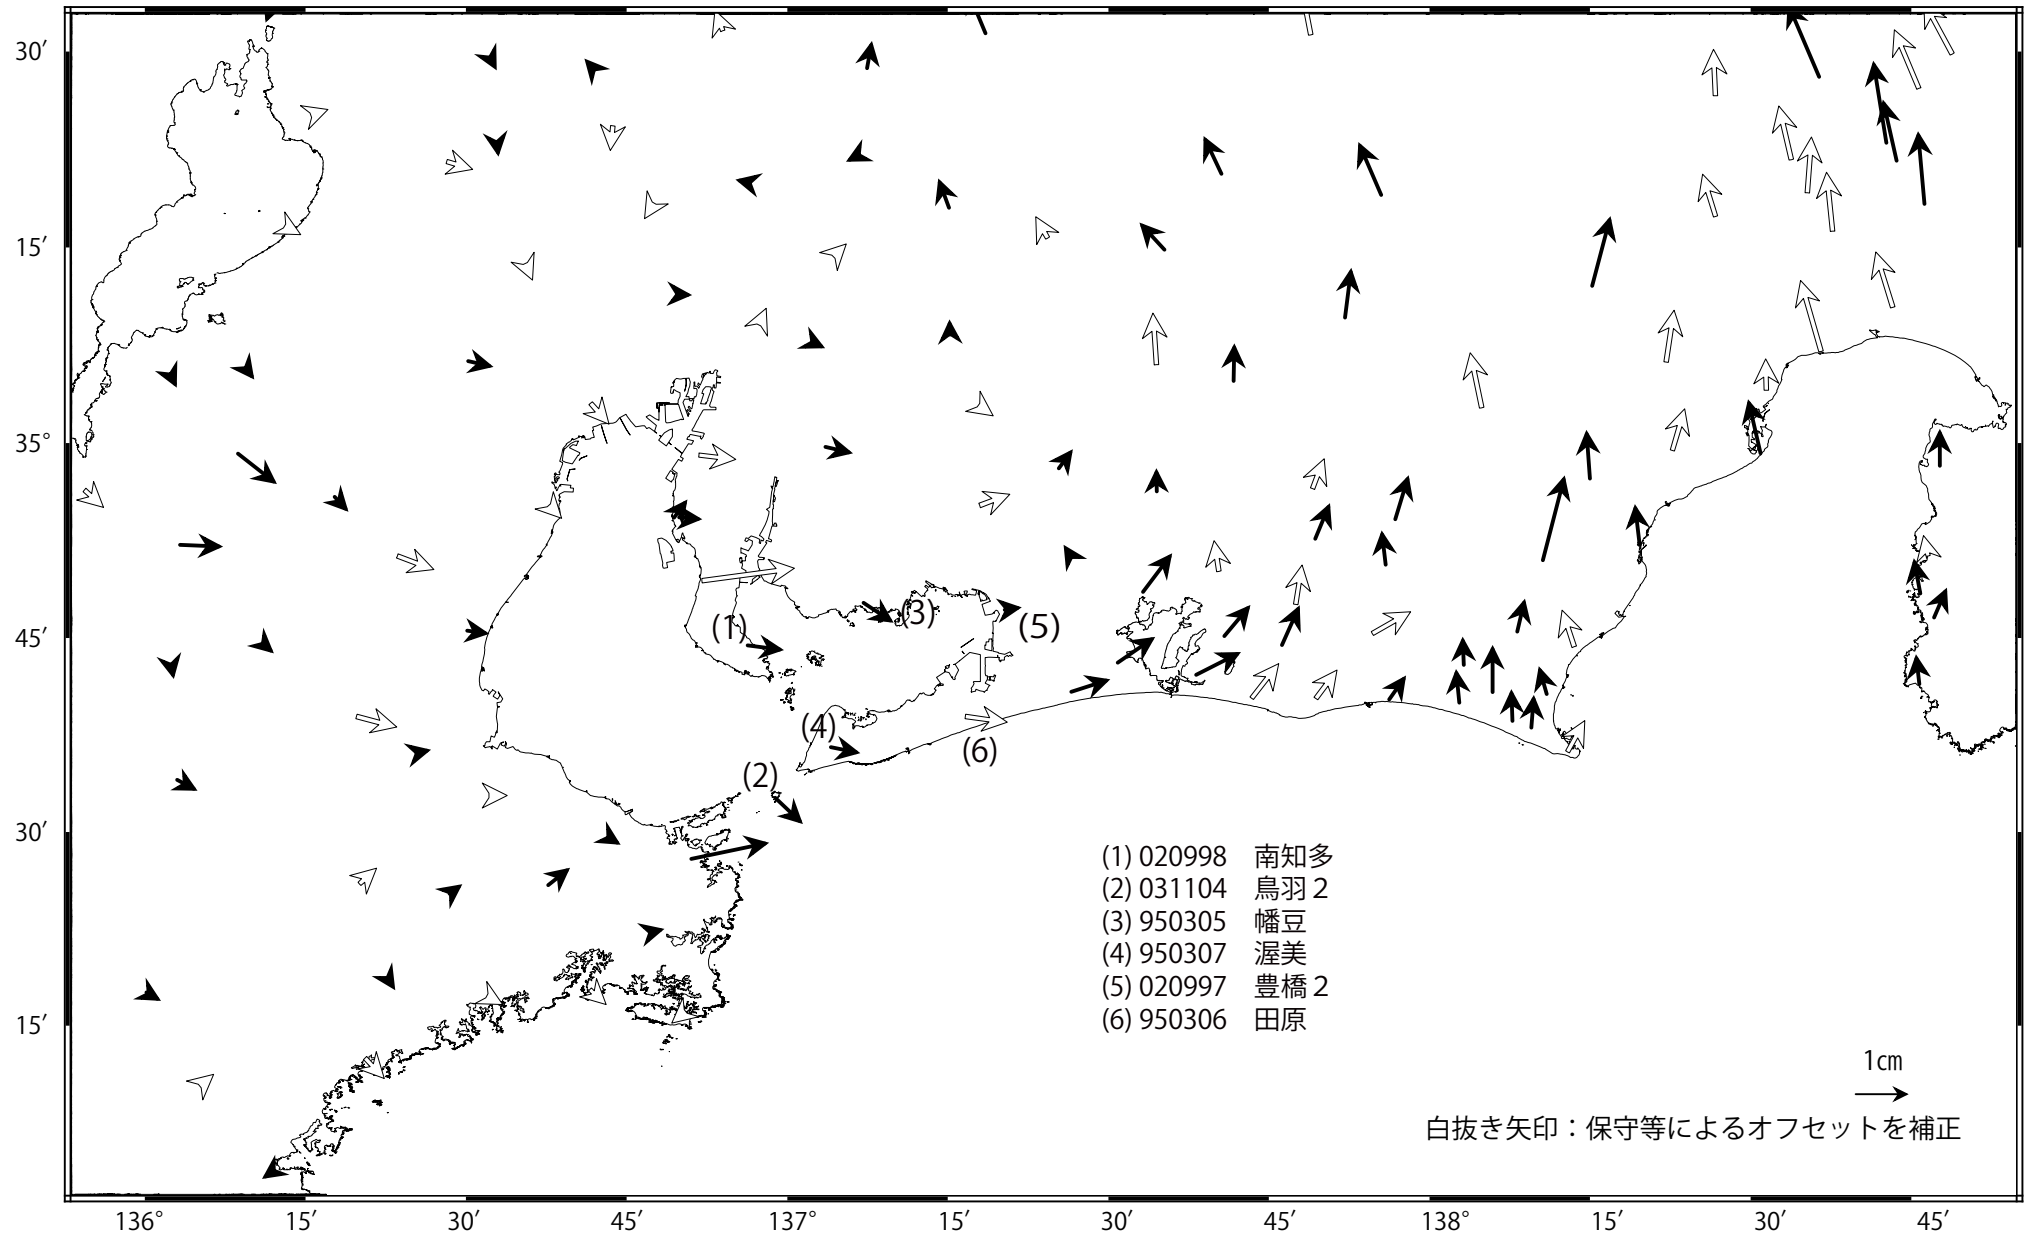 30′
15′
35°
45′
30′
15′
(1)
(3)
(5)
(4)
(6)
(2)
(1) 020998　南知多
(2) 031104　鳥羽２
(3) 950305　幡豆
(4) 950307　渥美
(5) 020997　豊橋２
(6) 950306　田原
1㎝
白抜き矢印：保守等によるオフセットを補正
136° 15′ 30′ 45′ 137° 15′ 30′ 45′ 138° 15′ 30′ 45′